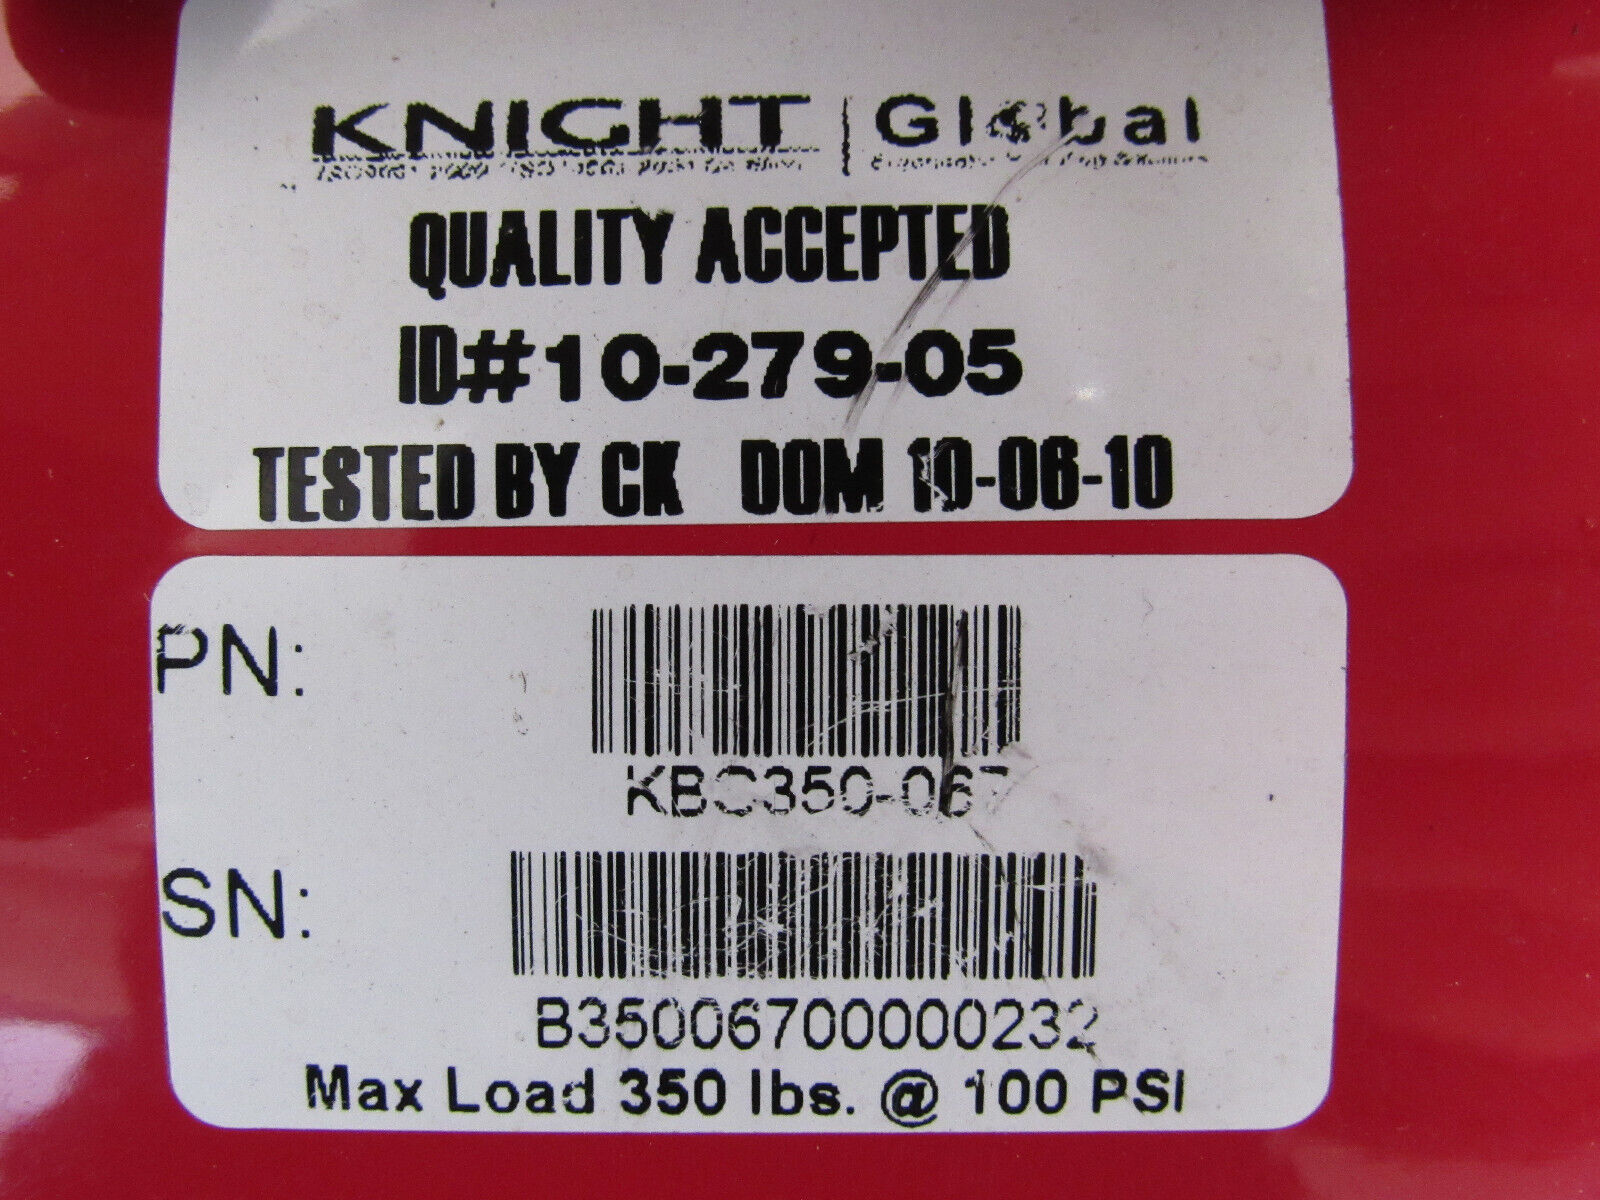 KNIGHT | Global
QUALITY ACCEPTED
ID#10-279-05
TESTED BY CK DOM 10-06-10
PN:
KBC350-067
SN:
B35006700000232
Max Load 350 lbs. @ 100 PSI